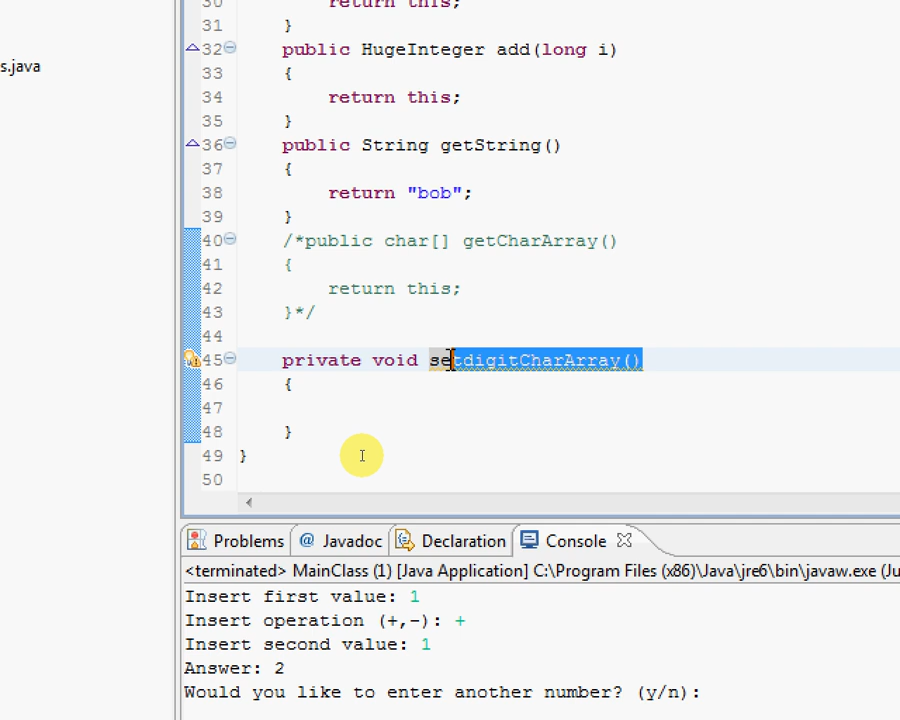 30 return this;
s.java
31 }
32 public HugeInteger add(long i)
33 {
34 return this;
35 }
36 public String getString()
37 {
38 return "bob";
39 }
40 /*public char[] getCharArray()
41 {
42 return this;
43 }*/
44
45 private void setdigitCharArray()
46 {
47
48 }
49 }
50
Problems @ Javadoc Declaration Console
<terminated> MainClass (1) [Java Application] C:\Program Files (x86)\Java\jre6\bin\javaw.exe (Ju
Insert first value: 1
Insert operation (+,-): +
Insert second value: 1
Answer: 2
Would you like to enter another number? (y/n):